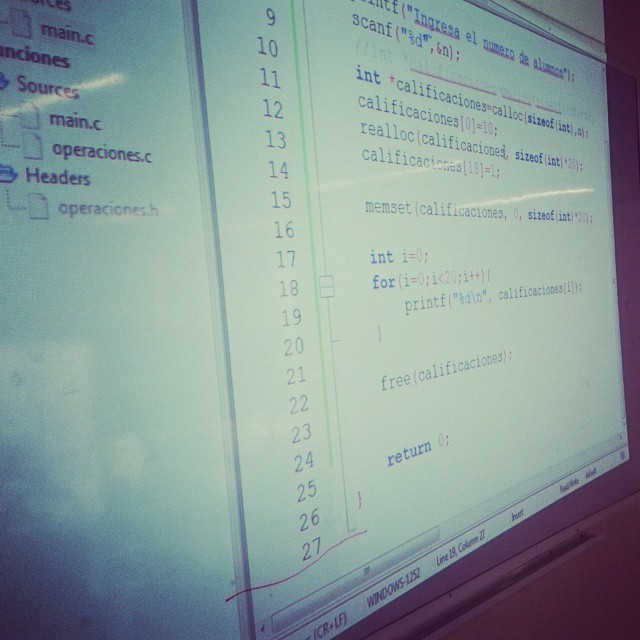 main.c
Sources
main.c
operaciones.c
Headers
operaciones.h
9 printf("Ingresa el numero de alumnos");
10 scanf("%d",&n);
11
12 int *calificaciones=calloc(sizeof(int),n);
13 calificaciones[0]=10;
14 realloc(calificaciones, sizeof(int)*20);
15 calificaciones[18]=1;
16
17 memset(calificaciones, 0, sizeof(int)*20);
18
19 int i=0;
20 for(i=0;i<20;i++){
21 printf("%d\n", calificaciones[i]);
22 }
23
24 free(calificaciones);
25
26
27 return 0;
}
(CR+LF) WINDOWS-1252 Line 19, Column 27 Insert Read/Write default